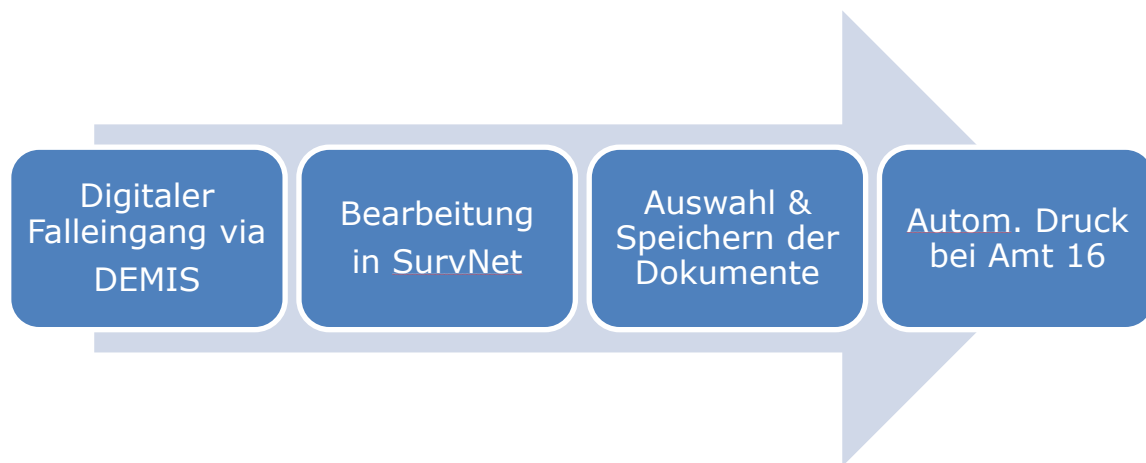 Digitaler
Falleingang via
DEMIS
Bearbeitung
in SurvNet
Auswahl &
Speichern der
Dokumente
Autom. Druck
bei Amt 16